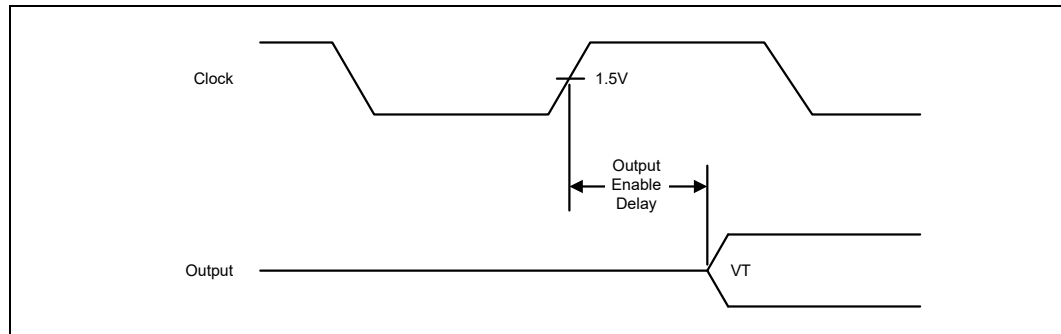 Clock
1.5V
Output
Enable
Delay
Output
VT